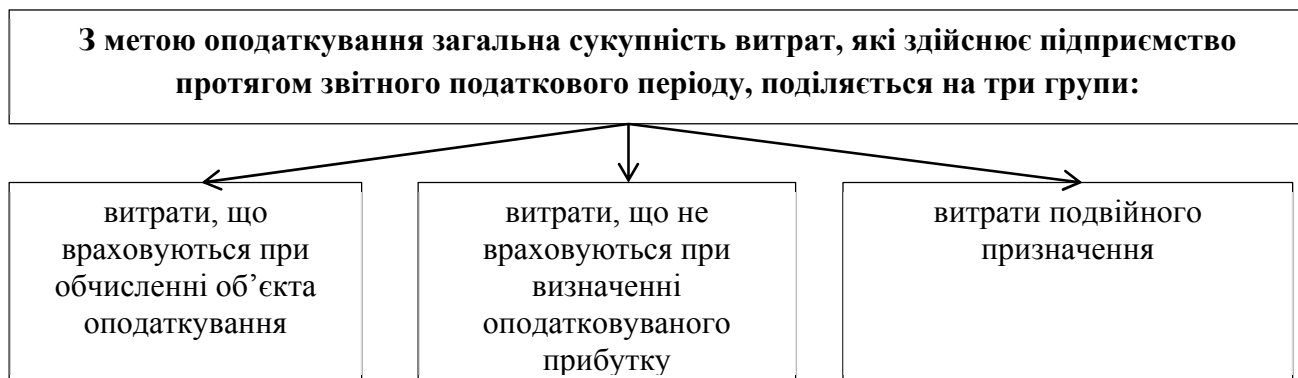 З метою оподаткування загальна сукупність витрат, які здійснює підприємство
протягом звітного податкового періоду, поділяється на три групи:
витрати, що
враховуються при
обчисленні об’єкта
оподаткування
витрати, що не
враховуються при
визначенні
оподатковуваного
прибутку
витрати подвійного
призначення